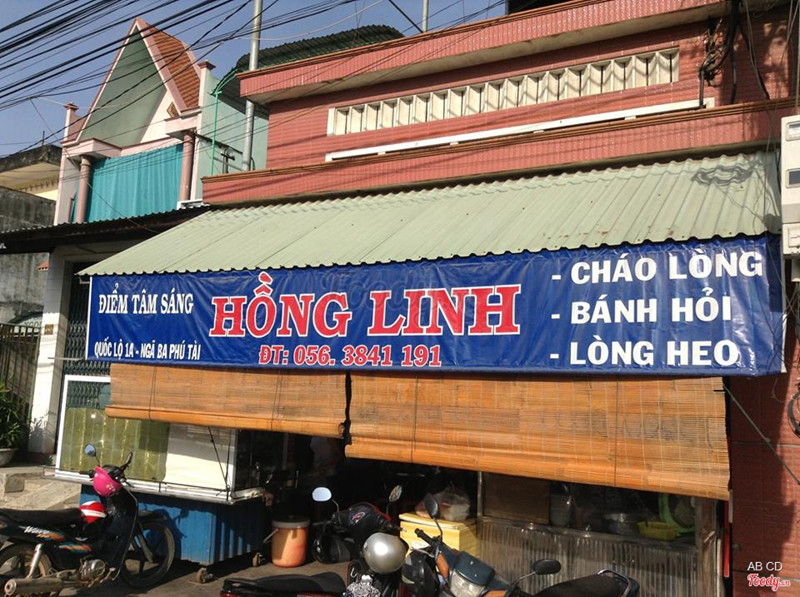 ĐIỂM TÂM SÁNG
HỒNG LINH
QUỐC LỘ 1A - NGÃ BA PHÚ TÀI
ĐT: 056. 3841 191
- CHÁO LÒNG
- BÁNH HỎI
- LÒNG HEO
AB CD
Foody.vn